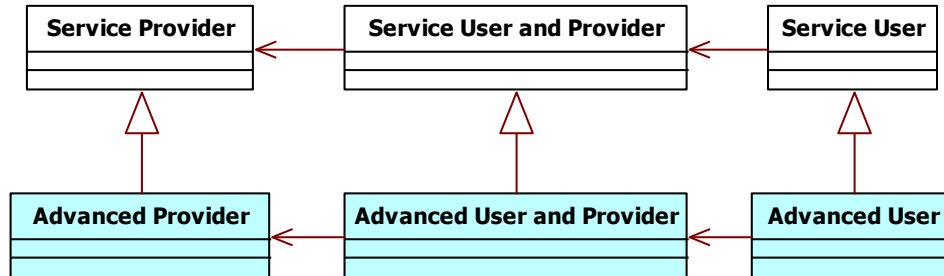 Service Provider
Service User and Provider
Service User
Advanced Provider
Advanced User and Provider
Advanced User